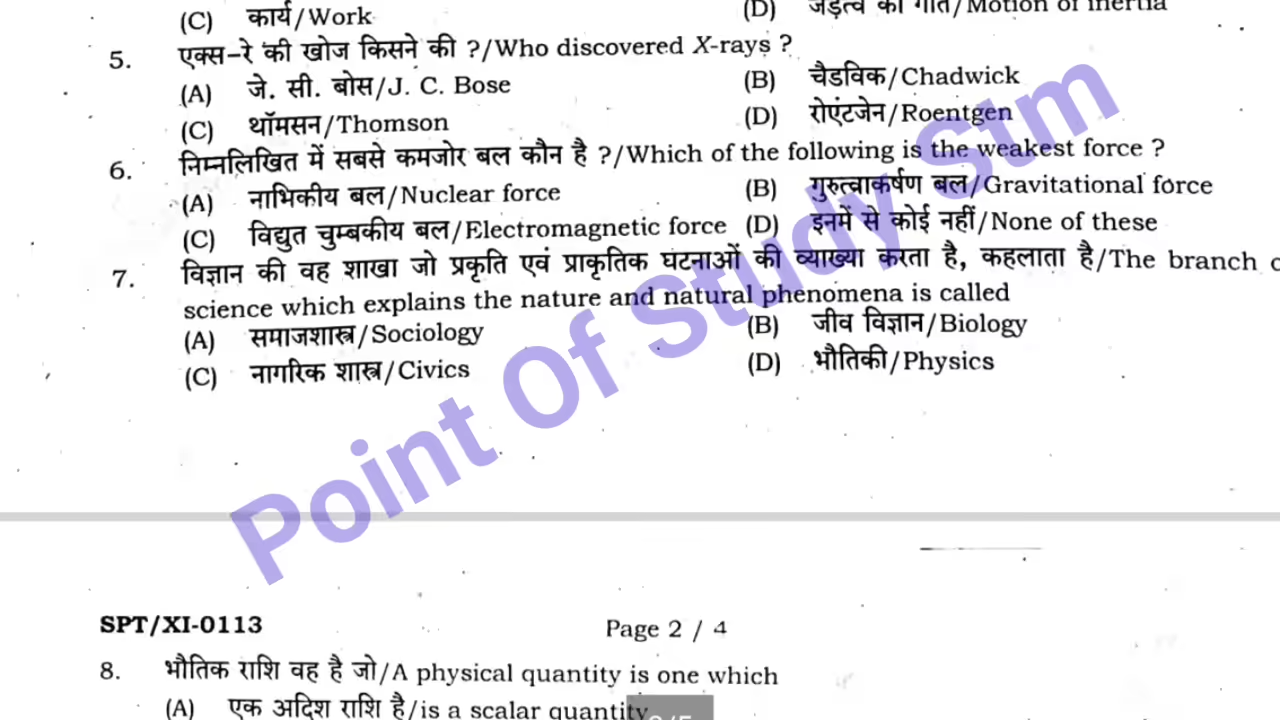 (C) कार्य/Work (D) जड़त्व की गति/Motion of inertia
5. एक्स-रे की खोज किसने की ?/Who discovered X-rays ?
(A) जे. सी. बोस/J. C. Bose (B) चैडविक/Chadwick
(C) थॉमसन/Thomson (D) रोएंटजेन/Roentgen
6. निम्नलिखित में सबसे कमजोर बल कौन है ?/Which of the following is the weakest force ?
(A) नाभिकीय बल/Nuclear force (B) गुरुत्वाकर्षण बल/Gravitational force
(C) विद्युत चुम्बकीय बल/Electromagnetic force (D) इनमें से कोई नहीं/None of these
7. विज्ञान की वह शाखा जो प्रकृति एवं प्राकृतिक घटनाओं की व्याख्या करता है, कहलाता है/The branch
science which explains the nature and natural phenomena is called
(A) समाजशास्त्र/Sociology (B) जीव विज्ञान/Biology
(C) नागरिक शास्त्र/Civics (D) भौतिकी/Physics
Point Of Study Stm
SPT/XI-0113 Page 2 / 4
8. भौतिक राशि वह है जो/A physical quantity is one which
(A) एक अदिश राशि है/is a scalar quantity